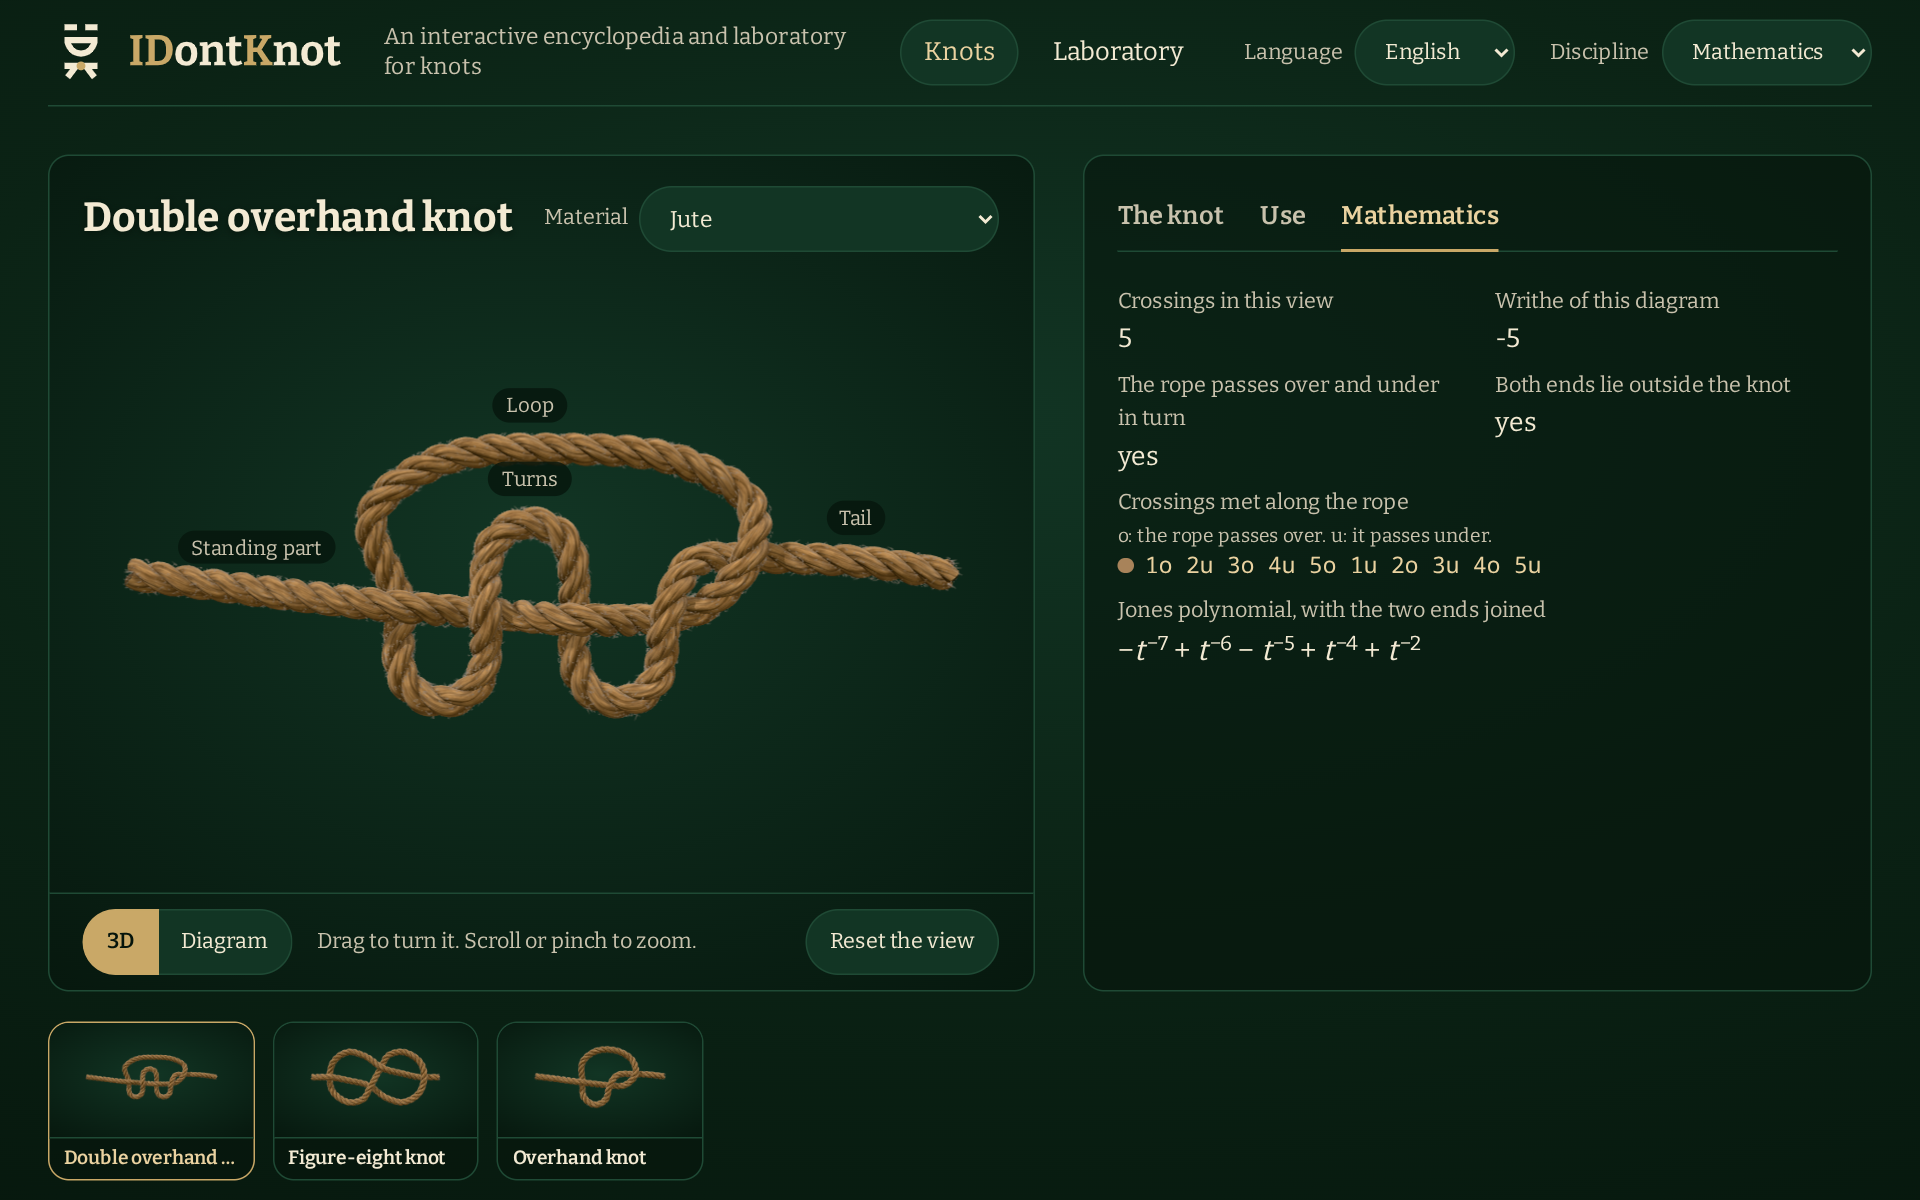 IDontKnot
An interactive encyclopedia and laboratory
for knots
Knots
Laboratory
Language
English
Discipline
Mathematics
Double overhand knot
Material
Jute
Loop
Turns
Tail
Standing part
3D
Diagram
Drag to turn it. Scroll or pinch to zoom.
Reset the view
The knot
Use
Mathematics
Crossings in this view
5
Writhe of this diagram
-5
The rope passes over and under
in turn
yes
Both ends lie outside the knot
yes
Crossings met along the rope
o: the rope passes over. u: it passes under.
1o 2u 3o 4u 5o 1u 2o 3u 4o 5u
Jones polynomial, with the two ends joined
−t⁻⁷ + t⁻⁶ − t⁻⁵ + t⁻⁴ + t⁻²
Double overhand ...
Figure-eight knot
Overhand knot